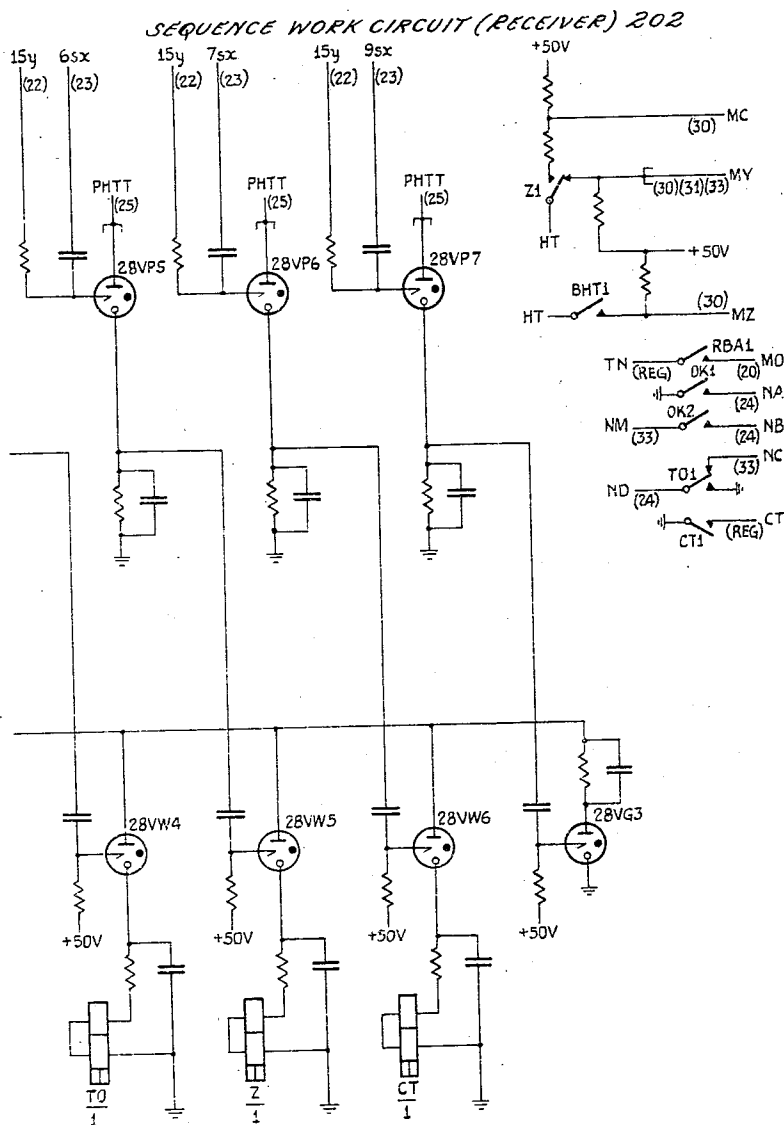 SEQUENCE WORK CIRCUIT (RECEIVER) 202
15y 6sx 15y 7sx 15y 9sx
(22) (23) (22) (23) (22) (23)
+50V
MC
(30)
PHTT
(25)
PHTT
(25)
PHTT
(25)
Z1
MY
(30)(31)(33)
HT
+50V
28VP5
28VP6
28VP7
BHT1
HT
(30)
MZ
TN
(REG)
RBA1
(20)
MO
OK1
(24)
NA
NM
(33)
OK2
(24)
NB
NC
(33)
TO1
ND
(24)
CT1
(REG)
CT
28VW4
28VW5
28VW6
28VG3
+50V
+50V
+50V
+50V
TO
1
Z
1
CT
1